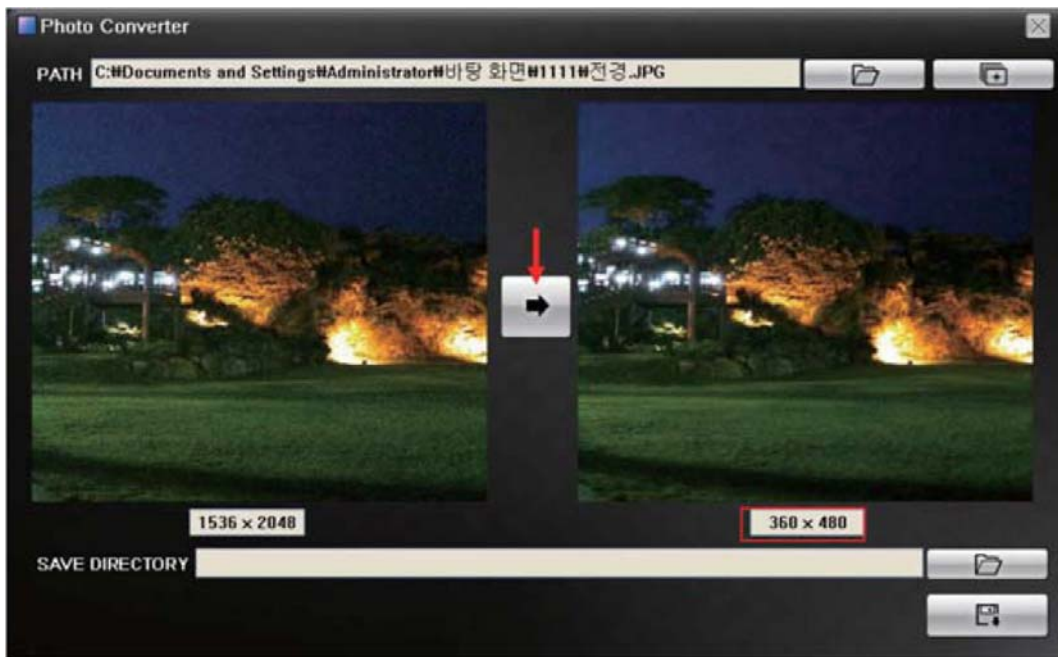 Photo Converter
PATH C:₩Documents and Settings₩Administrator₩바탕 화면₩1111₩전경.JPG
1536 x 2048 360 x 480
SAVE DIRECTORY